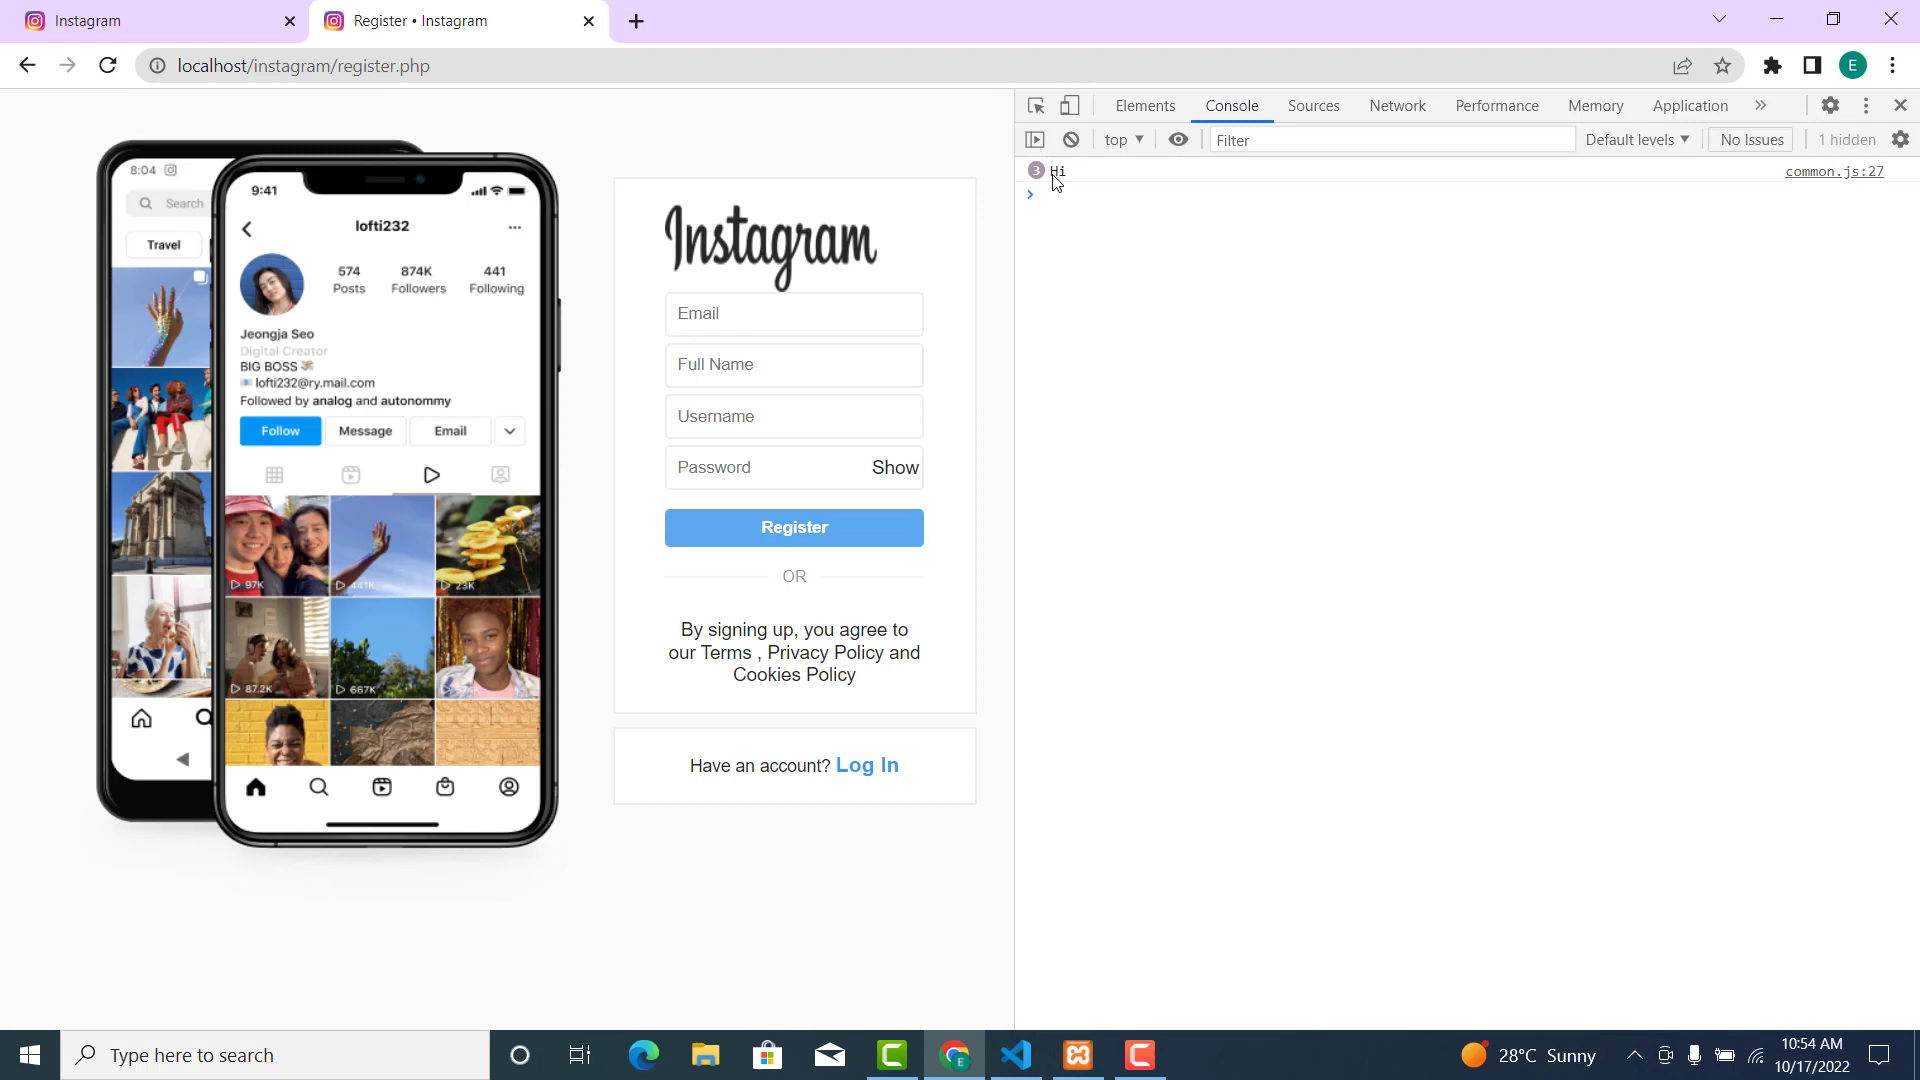 Instagram
Register • Instagram
localhost/instagram/register.php
E
Elements
Console
Sources
Network
Performance
Memory
Application
top
Filter
Default levels
No Issues
1 hidden
3
Hi
common.js:27
8:04
Search
Travel
9:41
lofti232
574
Posts
874K
Followers
441
Following
Jeongja Seo
Digital Creator
BIG BOSS
lofti232@ry.mail.com
Followed by analog and autonommy
Follow
Message
Email
97K
441K
23K
87.2K
667K
Instagram
Email
Full Name
Username
Password
Show
Register
OR
By signing up, you agree to
our Terms , Privacy Policy and
Cookies Policy
Have an account? Log In
Type here to search
28°C Sunny
10:54 AM
10/17/2022